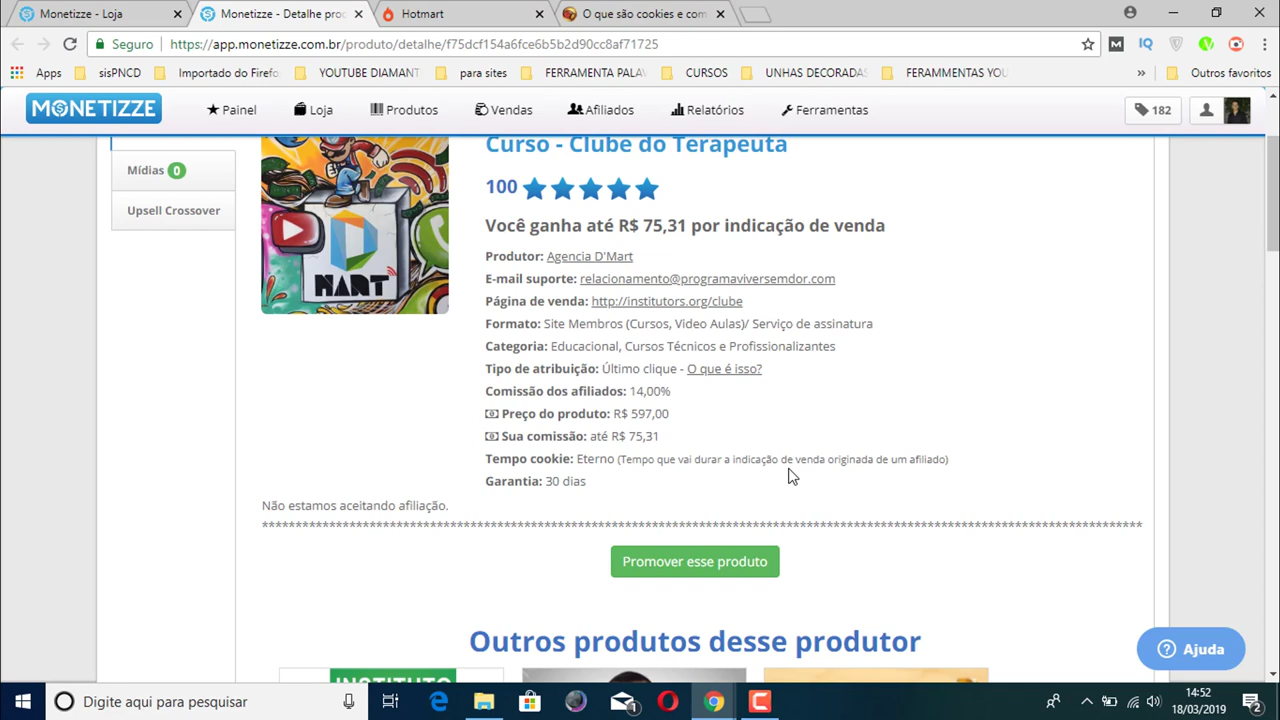 Monetizze - Loja
Monetizze - Detalhe pro
Hotmart
O que são cookies e com
Seguro
https://app.monetizze.com.br/produto/detalhe/f75dcf154a6fce6b5b2d90cc8af71725
Apps
sisPNCD
Importado do Firefo
YOUTUBE DIAMANT
para sites
FERRAMENTA PALAV
CURSOS
UNHAS DECORADAS
FERAMMENTAS YOU
»
Outros favoritos
MONETIZZE
Painel
Loja
Produtos
Vendas
Afiliados
Relatórios
Ferramentas
182
Mídias 0
Upsell Crossover
MART
Curso - Clube do Terapeuta
100
Você ganha até R$ 75,31 por indicação de venda
Produtor: Agencia D'Mart
E-mail suporte: relacionamento@programaviversemdor.com
Página de venda: http://institutors.org/clube
Formato: Site Membros (Cursos, Video Aulas)/ Serviço de assinatura
Categoria: Educacional, Cursos Técnicos e Profissionalizantes
Tipo de atribuição: Último clique - O que é isso?
Comissão dos afiliados: 14,00%
Preço do produto: R$ 597,00
Sua comissão: até R$ 75,31
Tempo cookie: Eterno (Tempo que vai durar a indicação de venda originada de um afiliado)
Garantia: 30 dias
Não estamos aceitando afiliação.
Promover esse produto
Outros produtos desse produtor
INSTITUTO
Ajuda
Digite aqui para pesquisar
14:52
18/03/2019
2